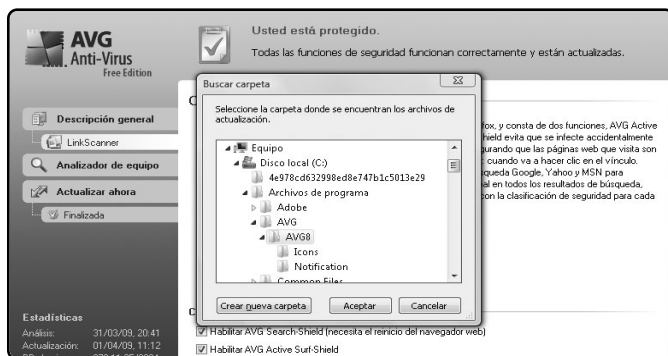 AVG
Anti-Virus
Free Edition
Usted está protegido.
Todas las funciones de seguridad funcionan correctamente y están actualizadas.
Descripción general
LinkScanner
Analizador de equipo
Actualizar ahora
Finalizada
Estadísticas
Análisis: 31/03/09, 20:41
Actualización: 01/04/09, 11:12
Buscar carpeta
Seleccione la carpeta donde se encuentran los archivos de
actualización.
Equipo
Disco local (C:)
4e978cd632998ed8e747b1c5013e29
Archivos de programa
Adobe
AVG
AVG8
Icons
Notification
Common Files
Crear nueva carpeta
Aceptar
Cancelar
fox, y consta de dos funciones, AVG Active
hield evita que se infecte accidentalmente
gurando que las páginas web que visita son
cuando va a hacer clic en el vínculo.
queda Google, Yahoo y MSN para
al en todos los resultados de búsqueda,
con la clasificación de seguridad para cada
Habilitar AVG Search-Shield (necesita el reinicio del navegador web)
Habilitar AVG Active Surf-Shield